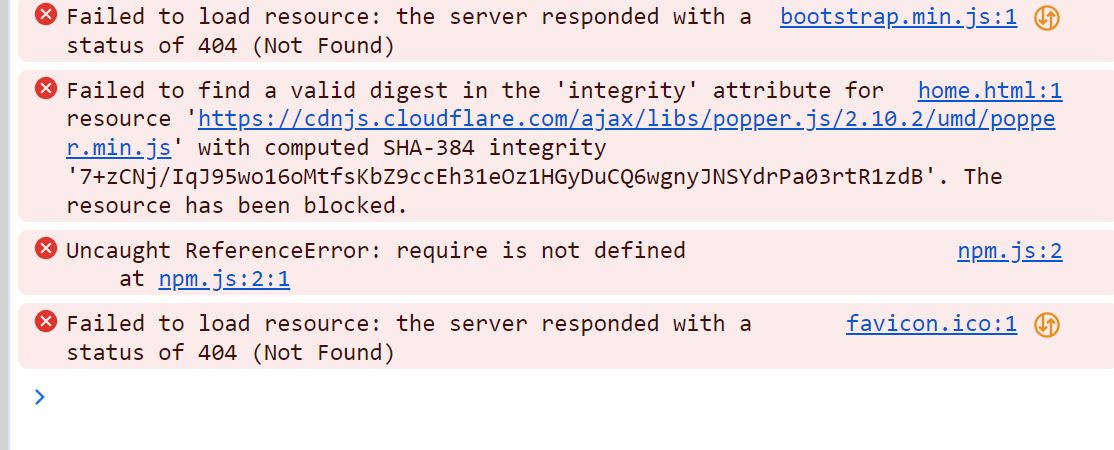 Failed to load resource: the server responded with a bootstrap.min.js:1
status of 404 (Not Found)
Failed to find a valid digest in the 'integrity' attribute for home.html:1
resource 'https://cdnjs.cloudflare.com/ajax/libs/popper.js/2.10.2/umd/poppe
r.min.js' with computed SHA-384 integrity
'7+zCNj/IqJ95wo16oMtfsKbZ9ccEh31eOz1HGyDuCQ6wgnyJNSYdrPa03rtR1zdB'. The
resource has been blocked.
Uncaught ReferenceError: require is not defined npm.js:2
at npm.js:2:1
Failed to load resource: the server responded with a favicon.ico:1
status of 404 (Not Found)